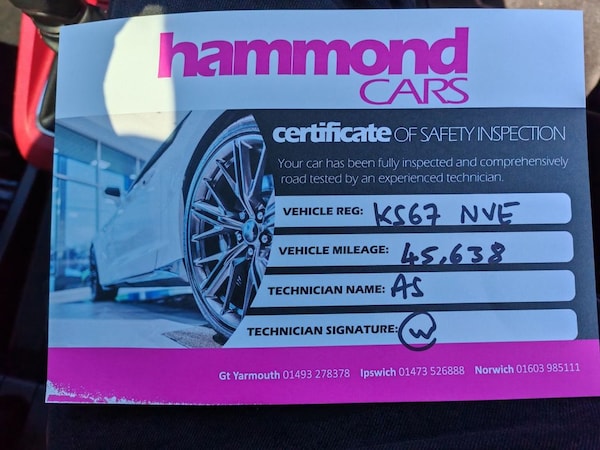 hammond
CARS
certificate OF SAFETY INSPECTION
Your car has been fully inspected and comprehensively
road tested by an experienced technician.
VEHICLE REG: KS67 NVE
VEHICLE MILEAGE: 45,638
TECHNICIAN NAME: AS
TECHNICIAN SIGNATURE: W
Gt Yarmouth 01493 278378 Ipswich 01473 526888 Norwich 01603 985111